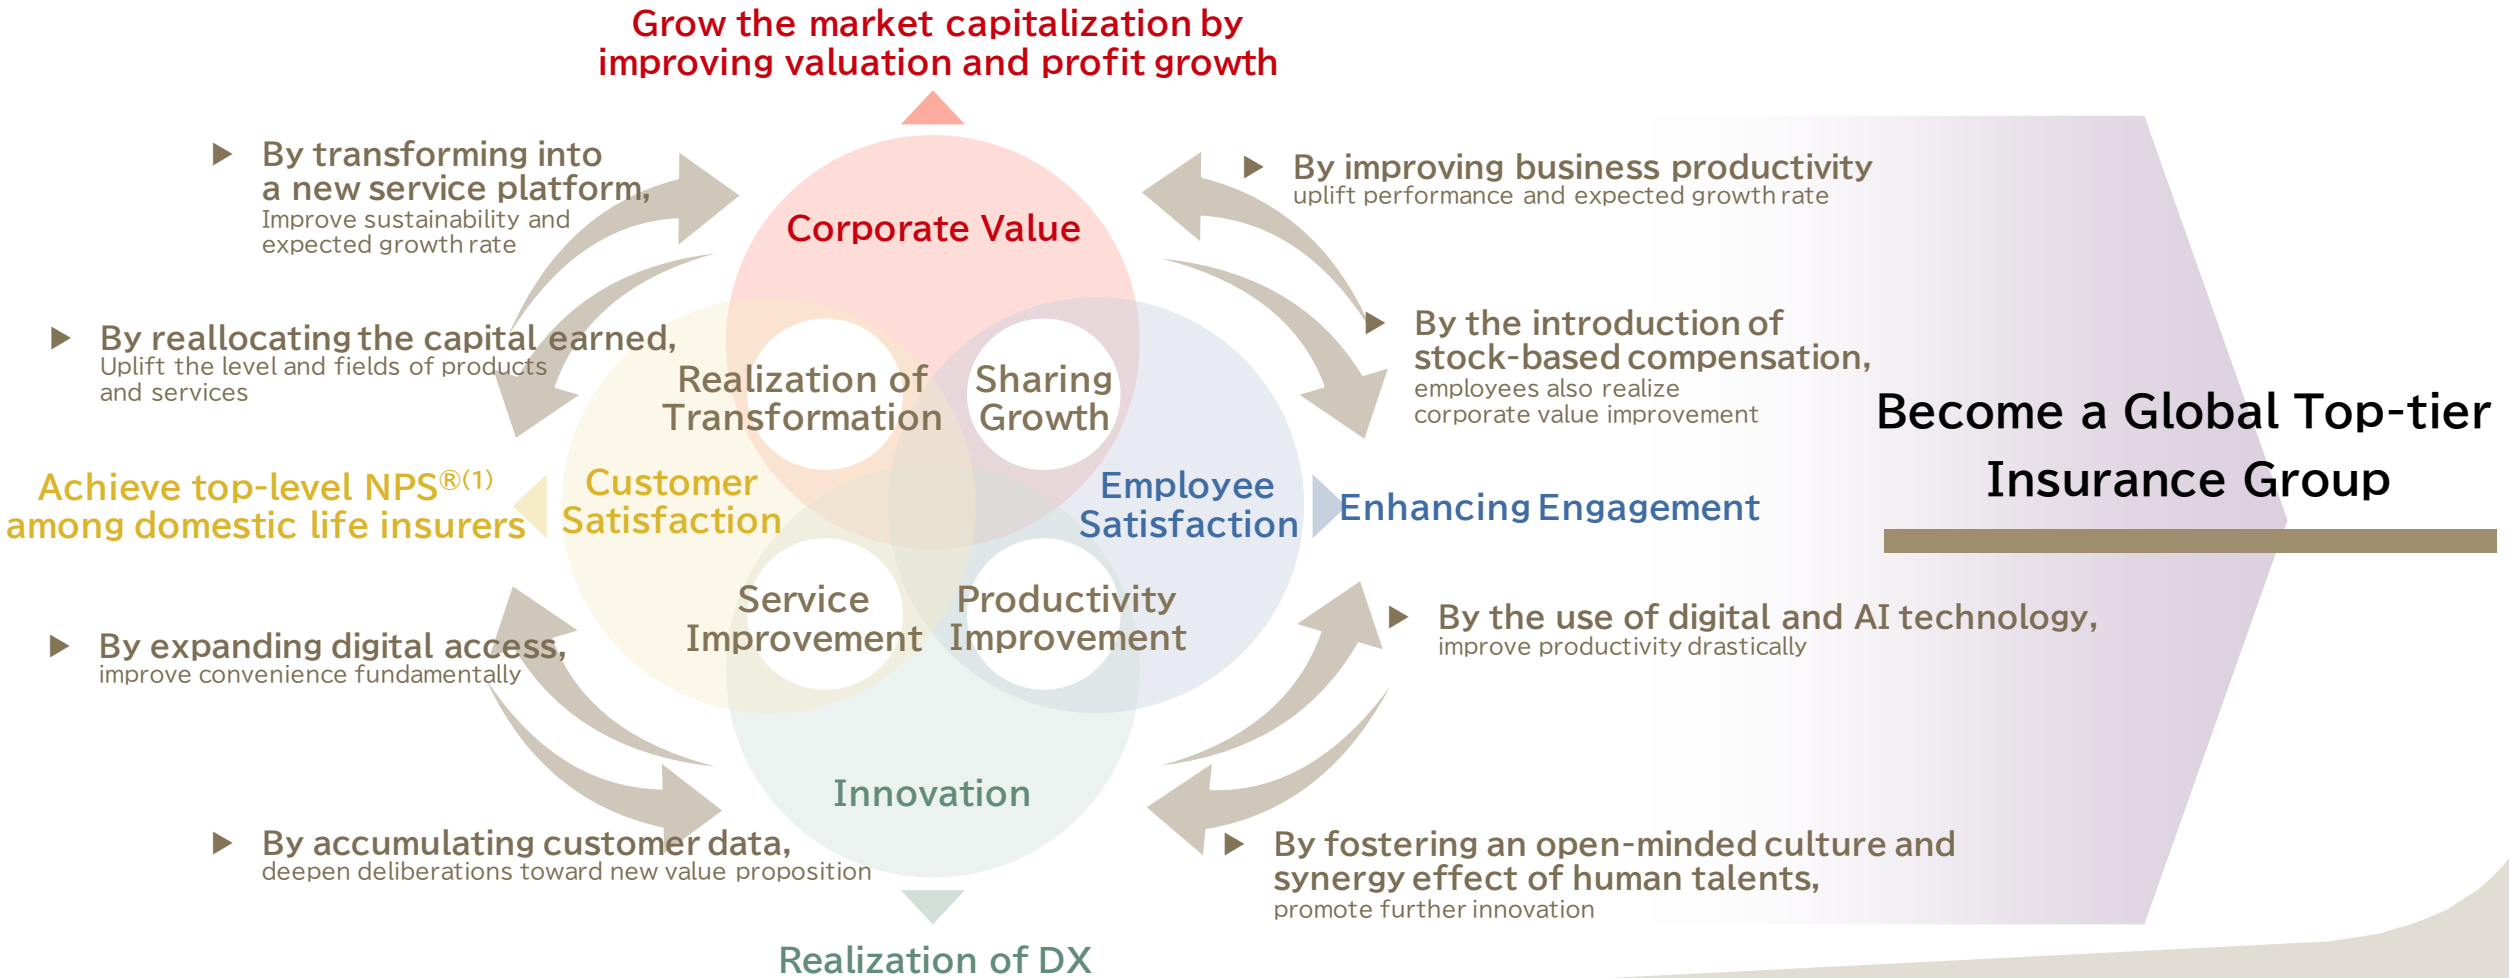 Grow the market capitalization by
improving valuation and profit growth
▶ By transforming into
a new service platform,
Improve sustainability and
expected growth rate
▶ By improving business productivity
uplift performance and expected growth rate
Corporate Value
▶ By reallocating the capital earned,
Uplift the level and fields of products
and services
▶ By the introduction of
stock-based compensation,
employees also realize
corporate value improvement
Realization of
Transformation
Sharing
Growth
Achieve top-level NPS®(1)
among domestic life insurers
Customer
Satisfaction
Employee
Satisfaction
Enhancing Engagement
Become a Global Top-tier
Insurance Group
Service
Improvement
Productivity
Improvement
▶ By expanding digital access,
improve convenience fundamentally
▶ By the use of digital and AI technology,
improve productivity drastically
Innovation
▶ By accumulating customer data,
deepen deliberations toward new value proposition
▶ By fostering an open-minded culture and
synergy effect of human talents,
promote further innovation
Realization of DX